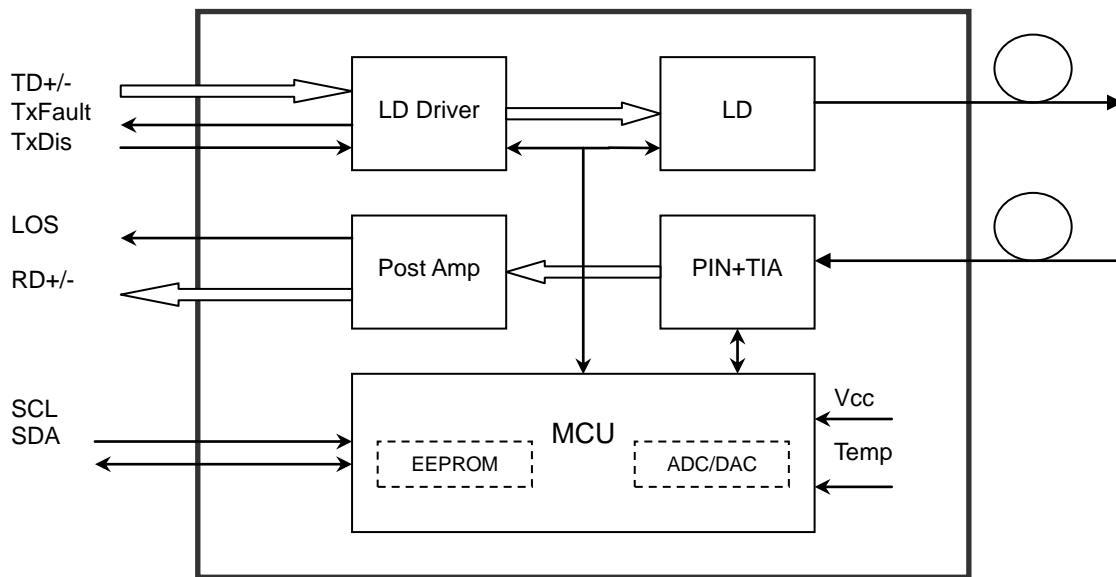 TD+/-
TxFault
TxDis
LD Driver
LD
LOS
RD+/-
Post Amp
PIN+TIA
SCL
SDA
MCU
EEPROM
ADC/DAC
Vcc
Temp